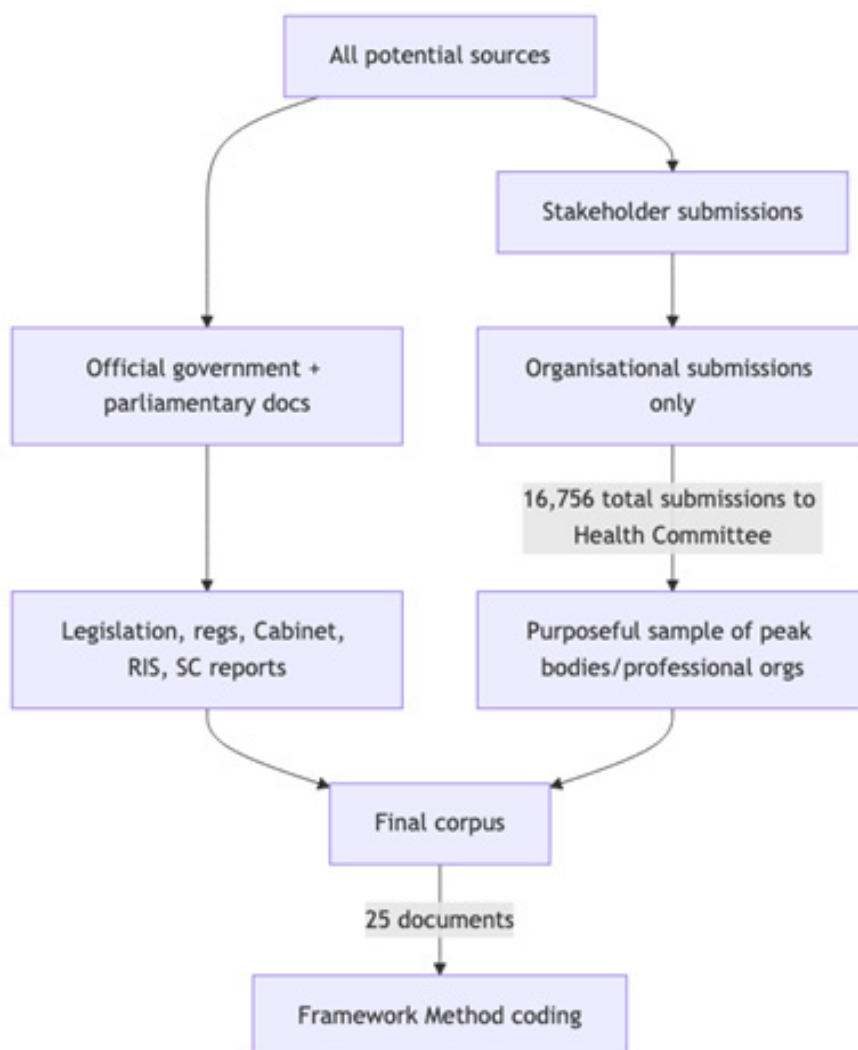 All potential sources
Stakeholder submissions
Official government +
parliamentary docs
Organisational submissions
only
16,756 total submissions to
Health Committee
Legislation, regs, Cabinet,
RIS, SC reports
Purposeful sample of peak
bodies/professional orgs
Final corpus
25 documents
Framework Method coding